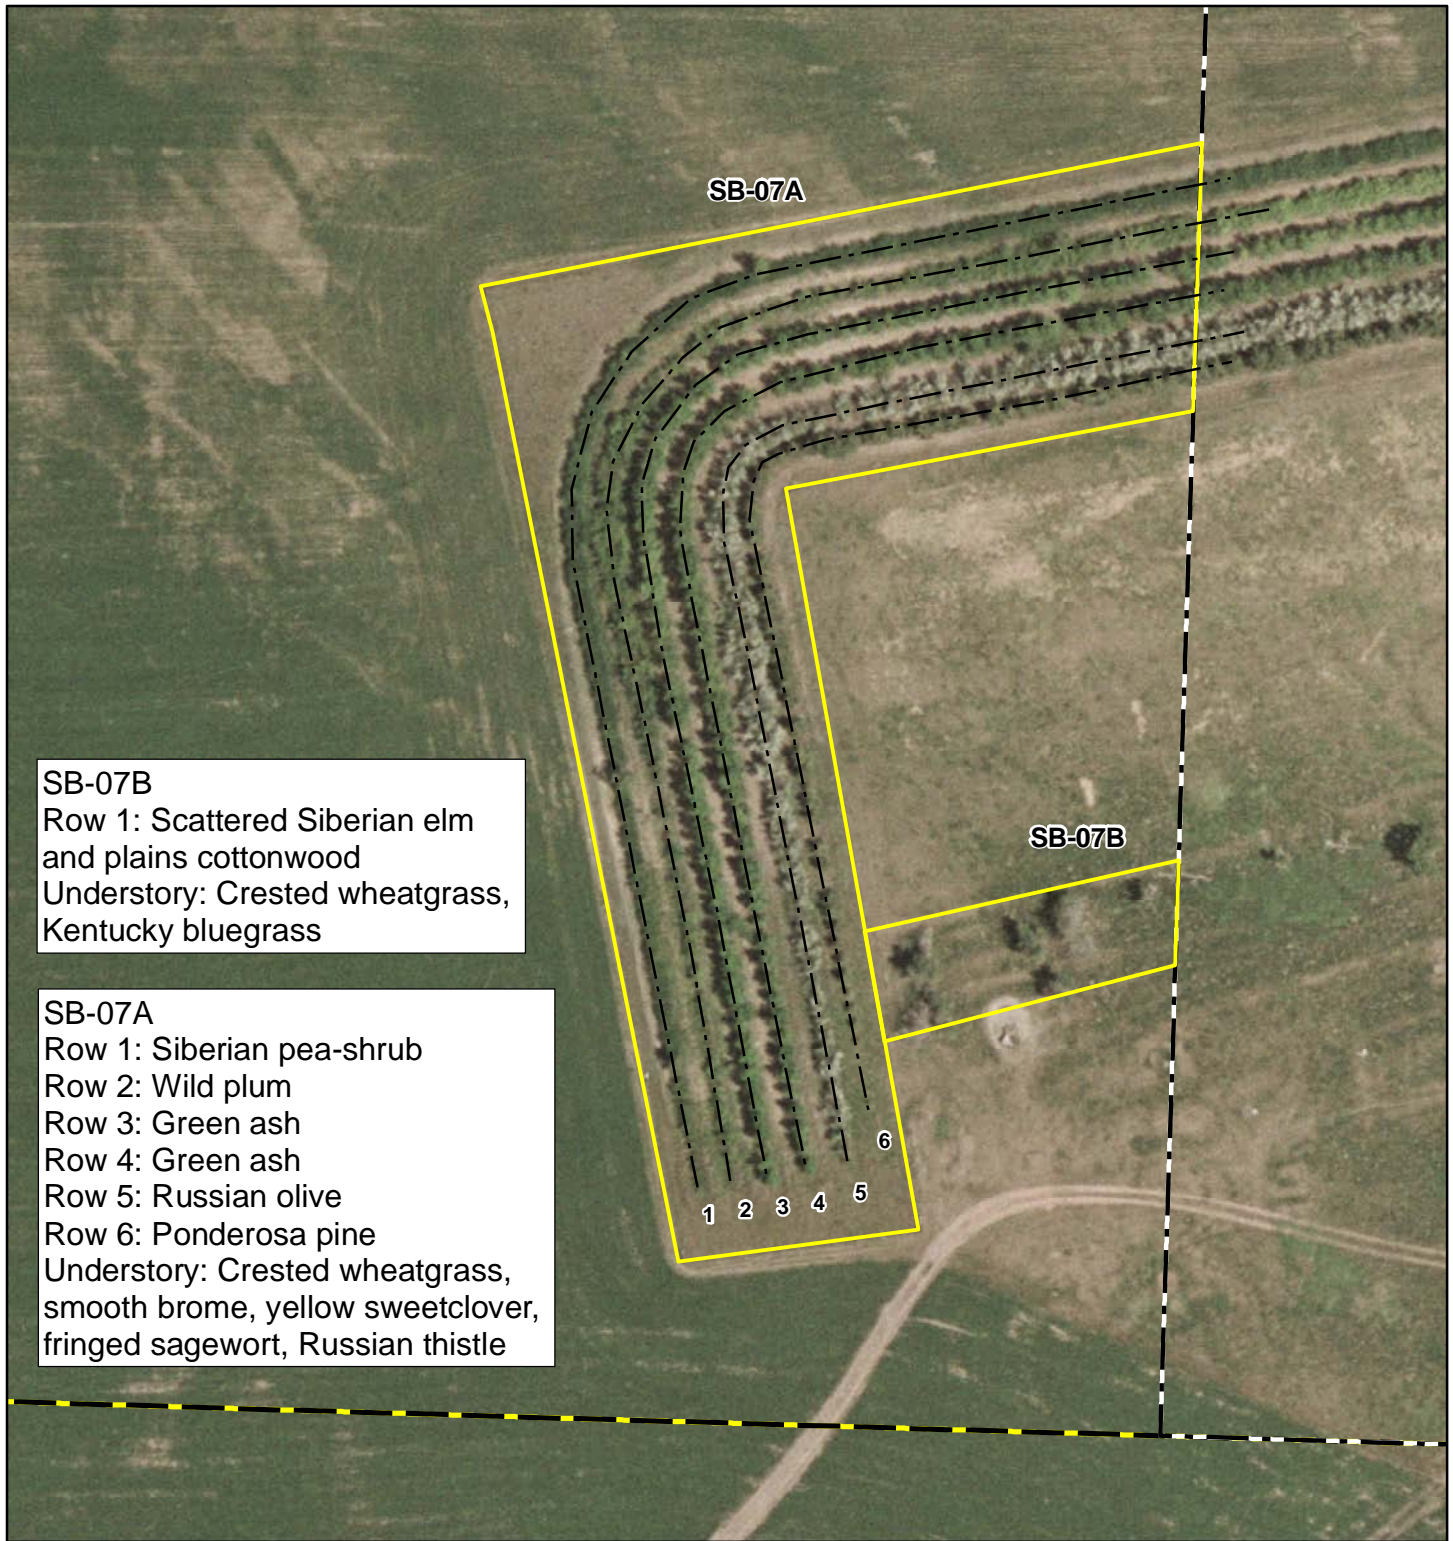 SB-07A
SB-07B
SB-07B
Row 1: Scattered Siberian elm
and plains cottonwood
Understory: Crested wheatgrass,
Kentucky bluegrass
SB-07A
Row 1: Siberian pea-shrub
Row 2: Wild plum
Row 3: Green ash
Row 4: Green ash
Row 5: Russian olive
Row 6: Ponderosa pine
Understory: Crested wheatgrass,
smooth brome, yellow sweetclover,
fringed sagewort, Russian thistle
1 2 3 4 5 6